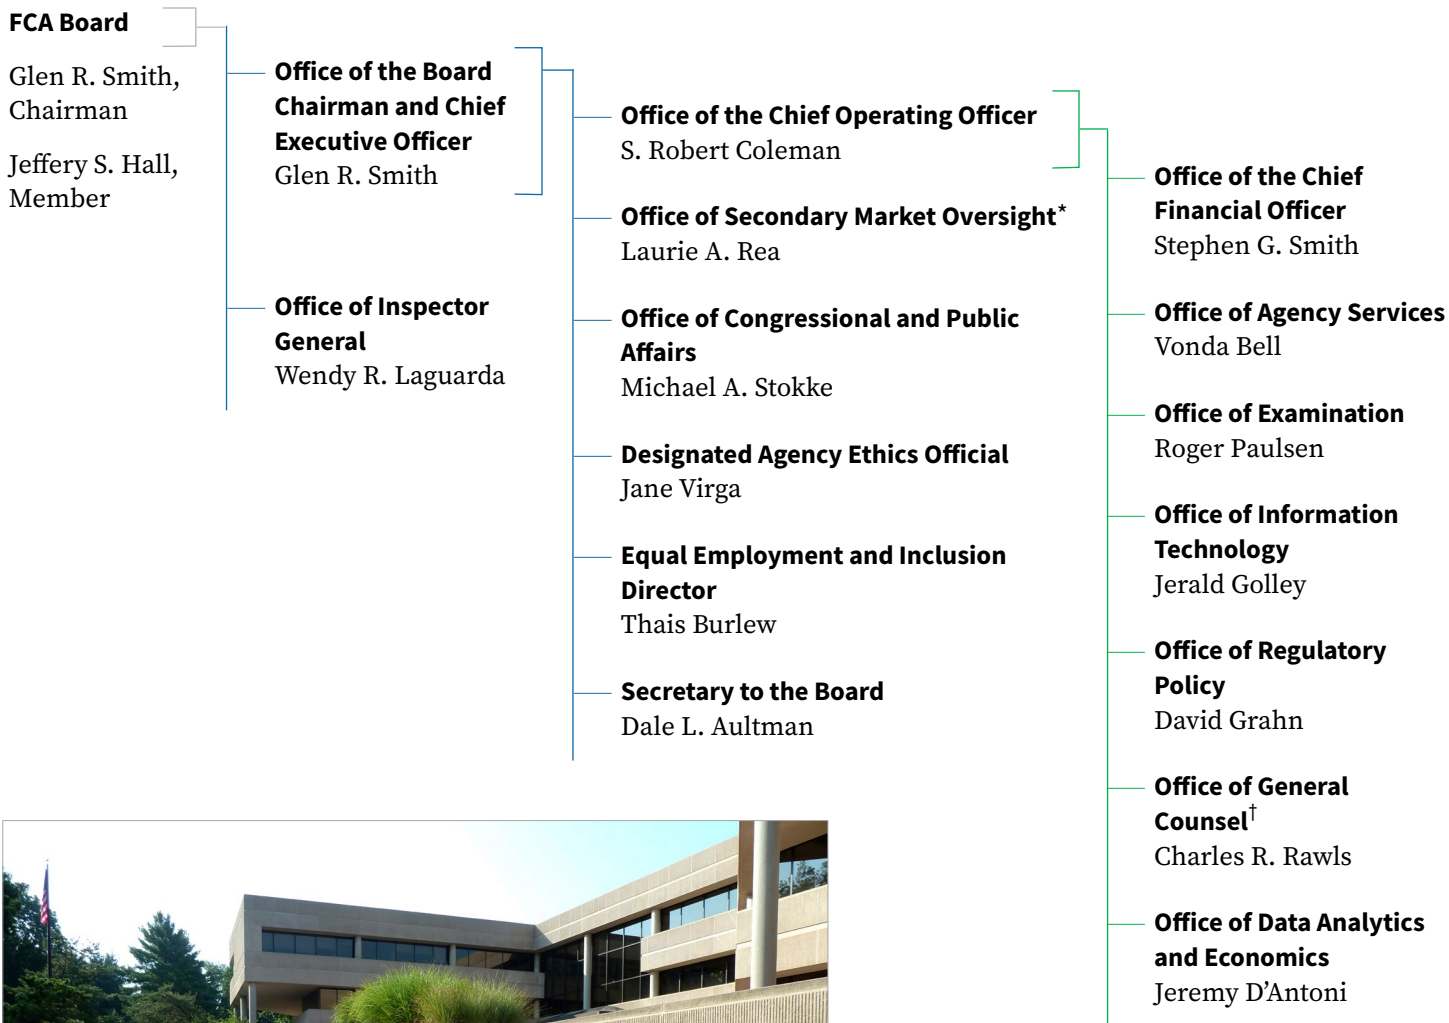 FCA Board
Glen R. Smith,
Chairman
Jeffery S. Hall,
Member
Office of the Board
Chairman and Chief
Executive Officer
Glen R. Smith
Office of Inspector
General
Wendy R. Laguarda
Office of the Chief Operating Officer
S. Robert Coleman
Office of Secondary Market Oversight*
Laurie A. Rea
Office of Congressional and Public
Affairs
Michael A. Stokke
Designated Agency Ethics Official
Jane Virga
Equal Employment and Inclusion
Director
Thais Burlew
Secretary to the Board
Dale L. Aultman
Office of the Chief
Financial Officer
Stephen G. Smith
Office of Agency Services
Vonda Bell
Office of Examination
Roger Paulsen
Office of Information
Technology
Jerald Golley
Office of Regulatory
Policy
David Grahn
Office of General
Counsel†
Charles R. Rawls
Office of Data Analytics
and Economics
Jeremy D’Antoni